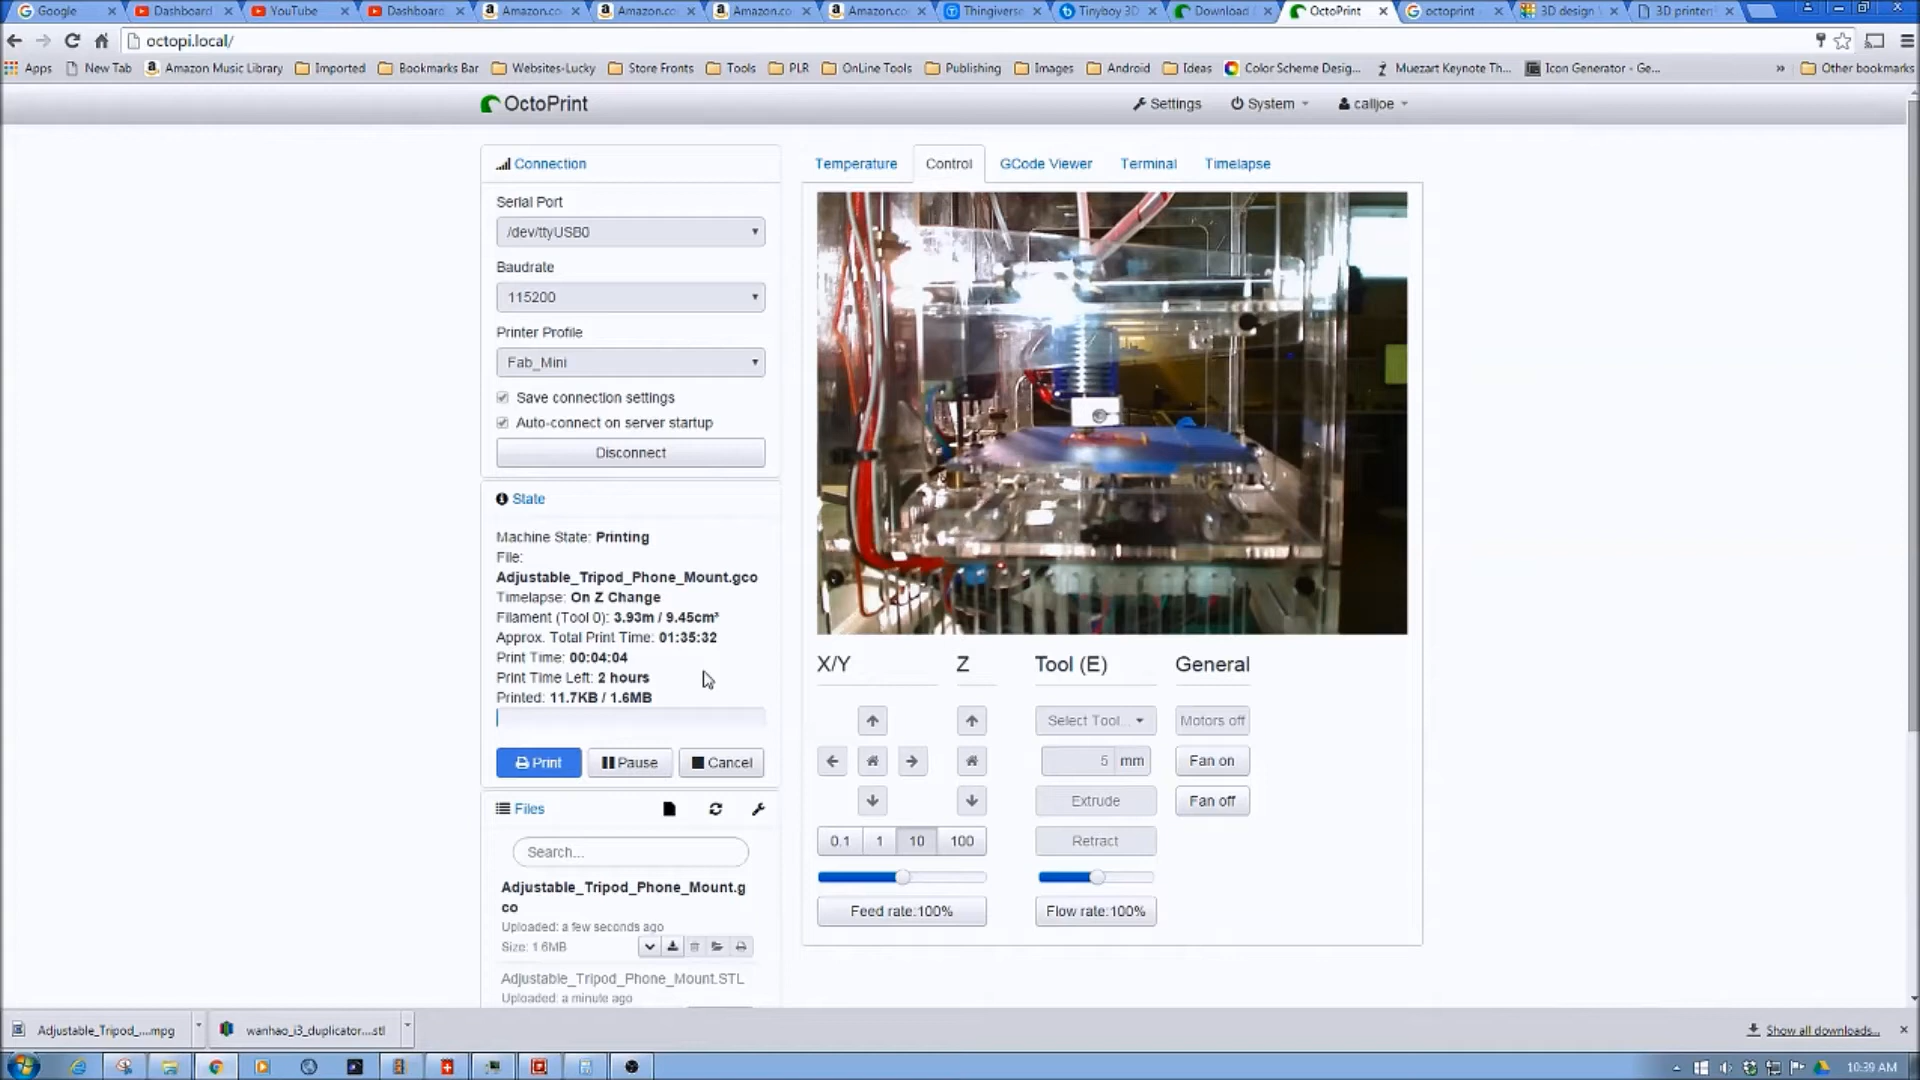 Google
Dashboard
YouTube
Dashboard
Amazon.co
Amazon.co
Amazon.co
Amazon.co
Thingiverse
Tinyboy 3D
Download
OctoPrint
octoprint
3D design
3D printer
octopi.local/
Apps
New Tab
Amazon Music Library
Imported
Bookmarks Bar
Websites-Lucky
Store Fronts
Tools
PLR
OnLine Tools
Publishing
Images
Android
Ideas
Color Scheme Desig...
Muezart Keynote Th...
Icon Generator - Ge...
»
Other bookmarks
OctoPrint
Settings
System
calljoe
Connection
Serial Port
/dev/ttyUSB0
Baudrate
115200
Printer Profile
Fab_Mini
Save connection settings
Auto-connect on server startup
Disconnect
State
Machine State: Printing
File:
Adjustable_Tripod_Phone_Mount.gco
Timelapse: On Z Change
Filament (Tool 0): 3.93m / 9.45cm³
Approx. Total Print Time: 01:35:32
Print Time: 00:04:04
Print Time Left: 2 hours
Printed: 11.7KB / 1.6MB
Print
Pause
Cancel
Files
Search...
Adjustable_Tripod_Phone_Mount.g
co
Uploaded: a few seconds ago
Size: 1.6MB
Adjustable_Tripod_Phone_Mount.STL
Uploaded: a minute ago
Temperature
Control
GCode Viewer
Terminal
Timelapse
X/Y
Z
Tool (E)
General
Select Tool...
Motors off
5 mm
Fan on
Extrude
Fan off
0.1
1
10
100
Retract
Feed rate:100%
Flow rate:100%
Adjustable_Tripod_....mpg
wanhao_i3_duplicator....stl
Show all downloads...
10:39 AM